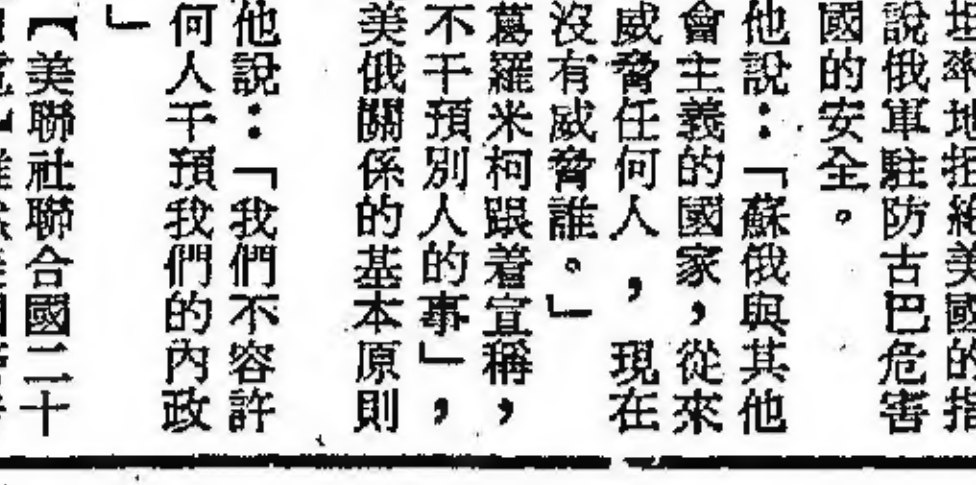 坦率地拒絕美國的指
說俄軍駐防古巴危害
國的安全。
他說：「蘇俄與其他
會主義的國家，從來
威脅任何人，現在
沒有威脅誰。」
葛羅米柯跟着宣稱，
不干預別人的事」，
美俄關係的基本原則
他說：「我們不容許
何人干預我們的內政
」
【美聯社聯合國二十